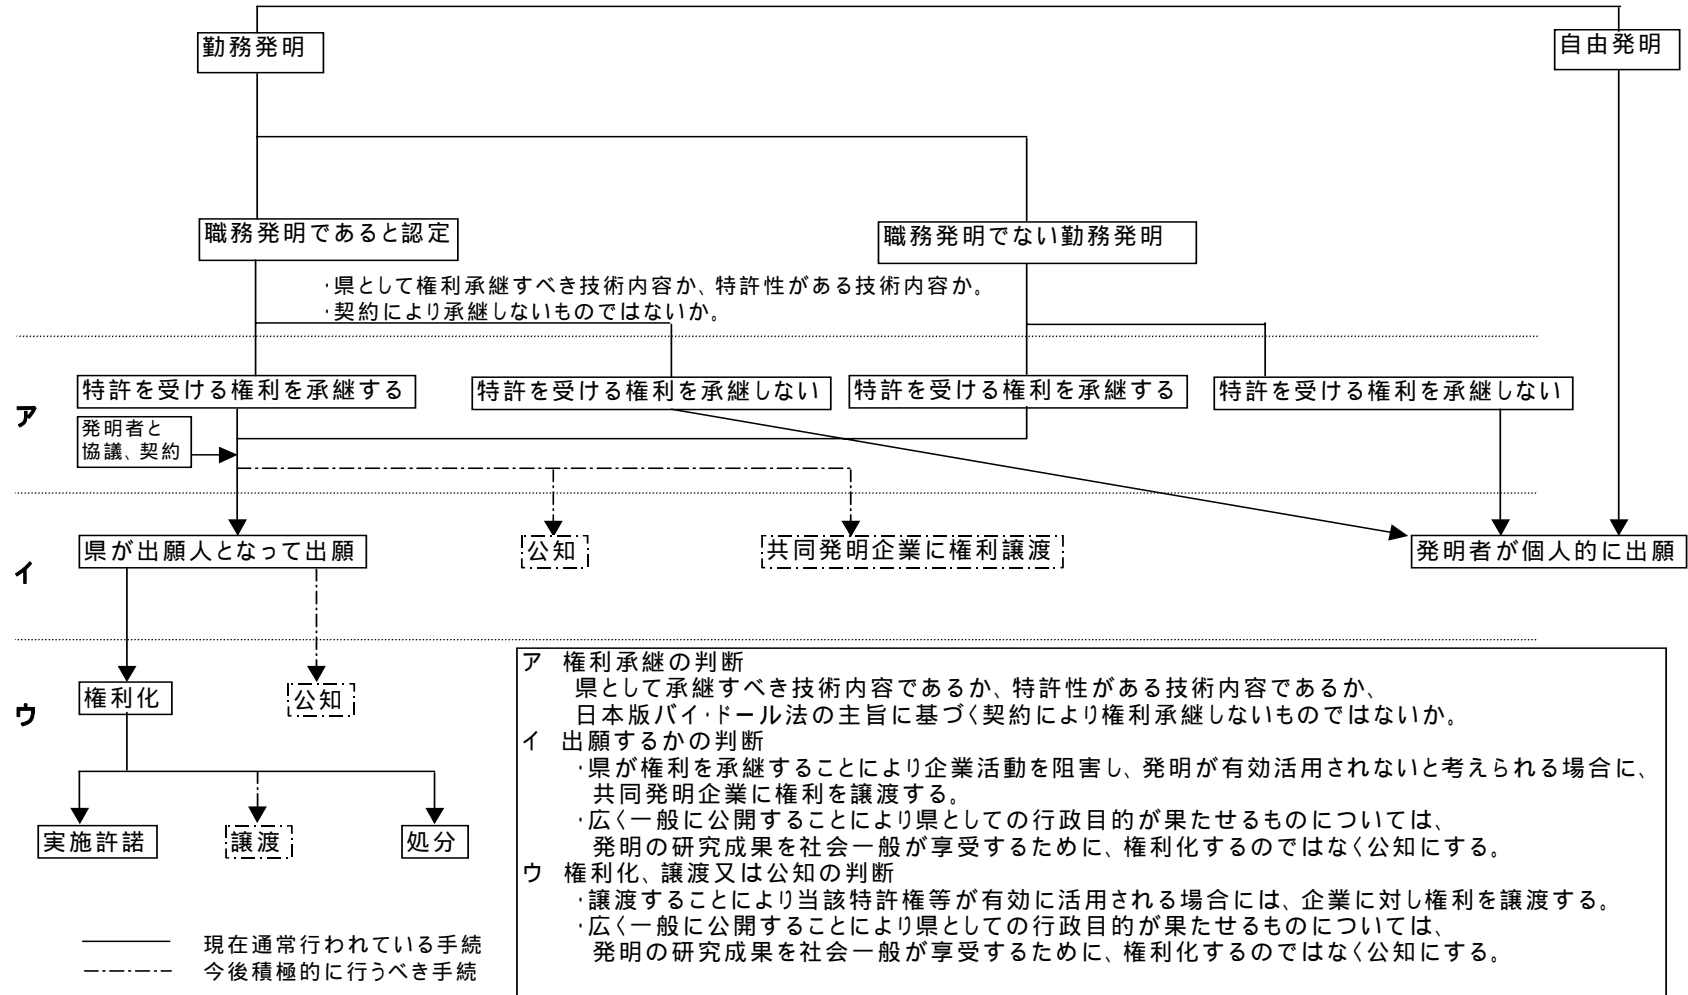 勤務発明
自由発明
職務発明であると認定
職務発明でない勤務発明
・県として権利承継すべき技術内容か、特許性がある技術内容か。
・契約により承継しないものではないか。
特許を受ける権利を承継する
特許を受ける権利を承継しない
特許を受ける権利を承継する
特許を受ける権利を承継しない
ア
発明者と
協議、契約
県が出願人となって出願
公知
共同発明企業に権利譲渡
発明者が個人的に出願
イ
権利化
公知
ウ
実施許諾
譲渡
処分
ア 権利承継の判断
県として承継すべき技術内容であるか、特許性がある技術内容であるか、
日本版バイ・ドール法の主旨に基づく契約により権利承継しないものではないか。
イ 出願するかの判断
・県が権利を承継することにより企業活動を阻害し、発明が有効活用されないと考えられる場合に、
共同発明企業に権利を譲渡する。
・広く一般に公開することにより県としての行政目的が果たせるものについては、
発明の研究成果を社会一般が享受するために、権利化するのではなく公知にする。
ウ 権利化、譲渡又は公知の判断
・譲渡することにより当該特許権等が有効に活用される場合には、企業に対し権利を譲渡する。
・広く一般に公開することにより県としての行政目的が果たせるものについては、
発明の研究成果を社会一般が享受するために、権利化するのではなく公知にする。
現在通常行われている手続
今後積極的に行うべき手続